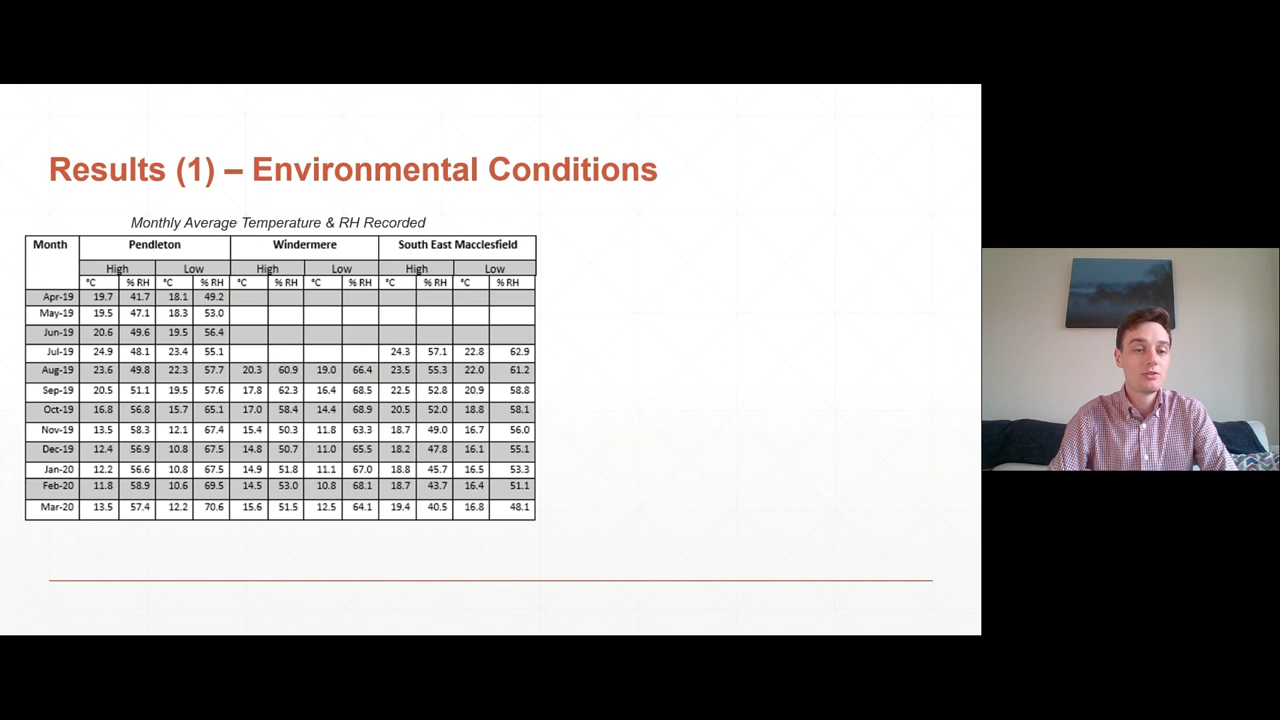 Results (1) – Environmental Conditions
Monthly Average Temperature & RH Recorded
Month Pendleton Windermere South East Macclesfield
High Low High Low High Low
°C % RH °C % RH °C % RH °C % RH °C % RH °C % RH
Apr-19 19.7 41.7 18.1 49.2
May-19 19.5 47.1 18.3 53.0
Jun-19 20.6 49.6 19.5 56.4
Jul-19 24.9 48.1 23.4 55.1 24.3 57.1 22.8 62.9
Aug-19 23.6 49.8 22.3 57.7 20.3 60.9 19.0 66.4 23.5 55.3 22.0 61.2
Sep-19 20.5 51.1 19.5 57.6 17.8 62.3 16.4 68.5 22.5 52.8 20.9 58.8
Oct-19 16.8 56.8 15.7 65.1 17.0 58.4 14.4 68.9 20.5 52.0 18.8 58.1
Nov-19 13.5 58.3 12.1 67.4 15.4 50.3 11.8 63.3 18.7 49.0 16.7 56.0
Dec-19 12.4 56.9 10.8 67.5 14.8 50.7 11.0 65.5 18.2 47.8 16.1 55.1
Jan-20 12.2 56.6 10.8 67.5 14.9 51.8 11.1 67.0 18.8 45.7 16.5 53.3
Feb-20 11.8 58.9 10.6 69.5 14.5 53.0 10.8 68.1 18.7 43.7 16.4 51.1
Mar-20 13.5 57.4 12.2 70.6 15.6 51.5 12.5 64.1 19.4 40.5 16.8 48.1